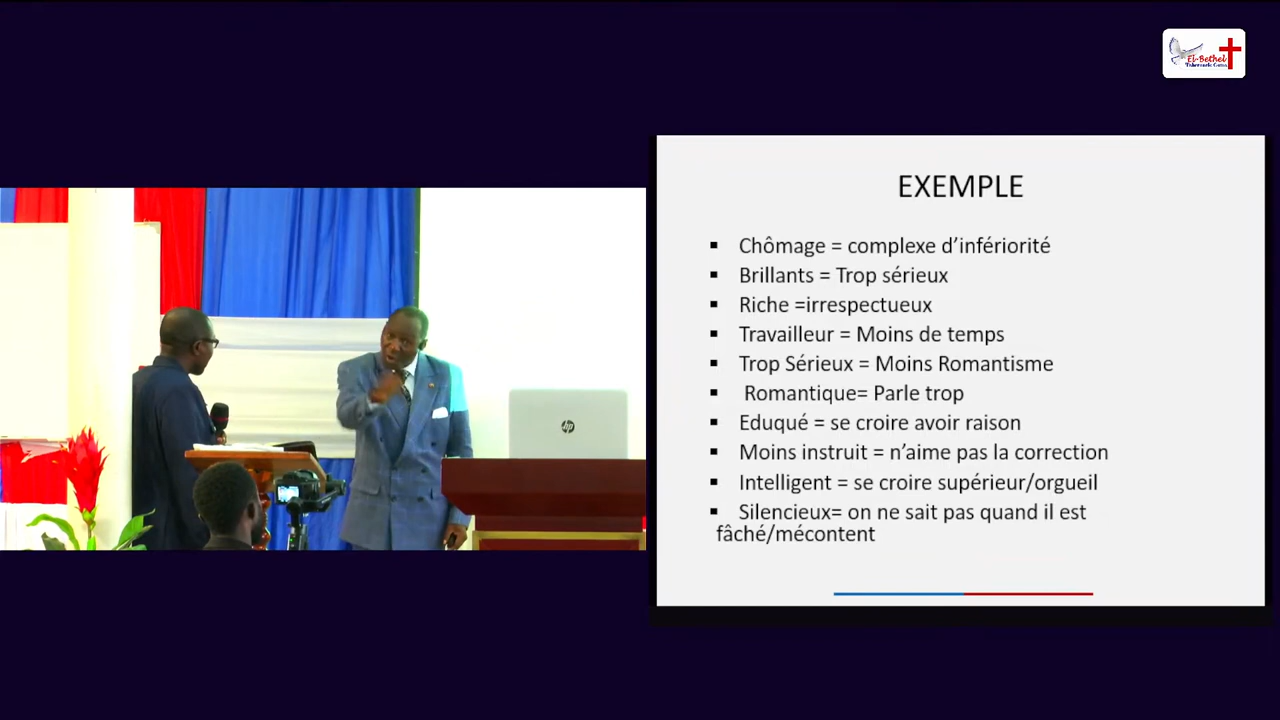 El-Bethel
EXEMPLE
▪ Chômage = complexe d’infériorité
▪ Brillants = Trop sérieux
▪ Riche =irrespectueux
▪ Travailleur = Moins de temps
▪ Trop Sérieux = Moins Romantisme
▪ Romantique= Parle trop
▪ Eduqué = se croire avoir raison
▪ Moins instruit = n’aime pas la correction
▪ Intelligent = se croire supérieur/orgueil
▪ Silencieux= on ne sait pas quand il est
fâché/mécontent
hp